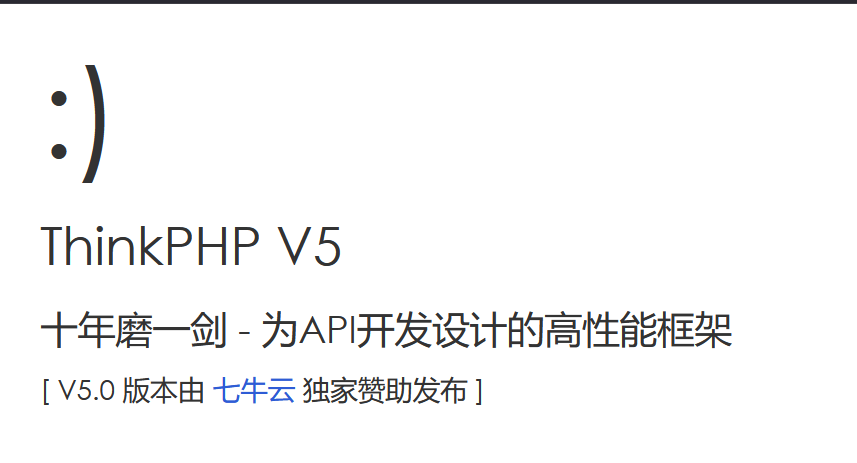 :)
ThinkPHP V5
十年磨一剑 - 为API开发设计的高性能框架
[ V5.0 版本由 七牛云 独家赞助发布 ]